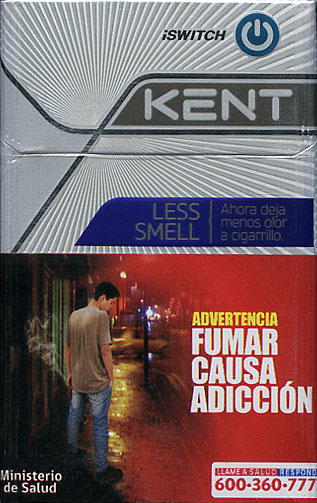 iSWITCH
KENT
LESS
SMELL
Ahora deja
menos olor
a cigarrillo.
ADVERTENCIA
FUMAR
CAUSA
ADICCIÓN
Ministerio
de Salud
LLAME A SALUD RESPOND
600·360·777